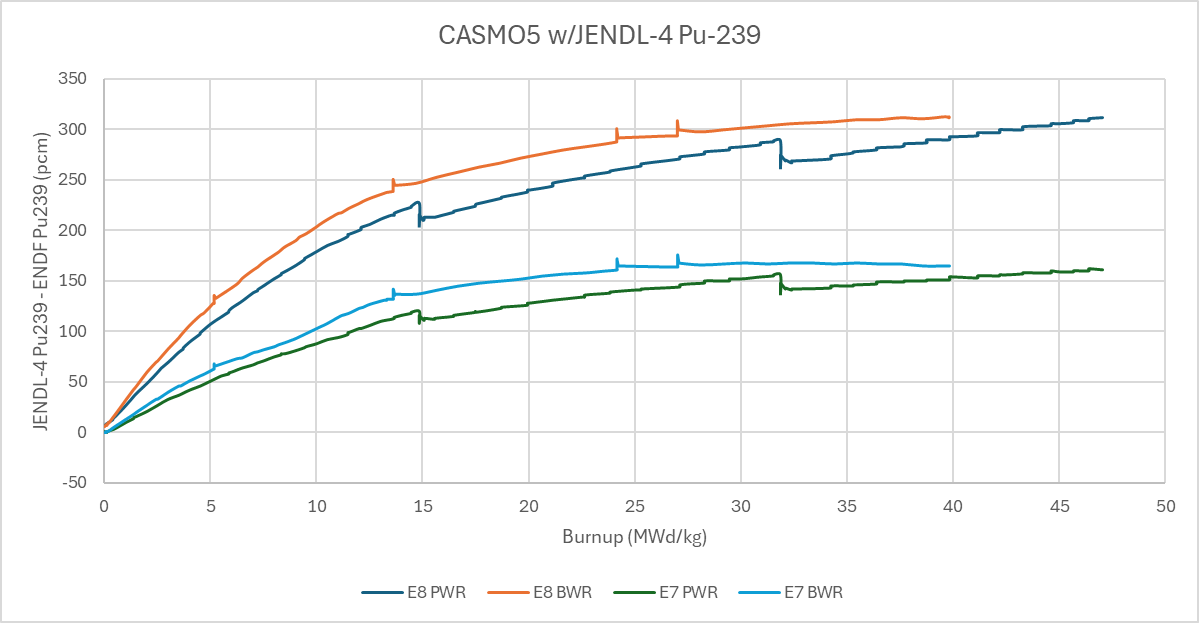 CASMO5 w/JENDL-4 Pu-239
JENDL-4 Pu239 - ENDF Pu239 (pcm)
350
300
250
200
150
100
50
0
-50
0 5 10 15 20 25 30 35 40 45 50
Burnup (MWd/kg)
E8 PWR E8 BWR E7 PWR E7 BWR